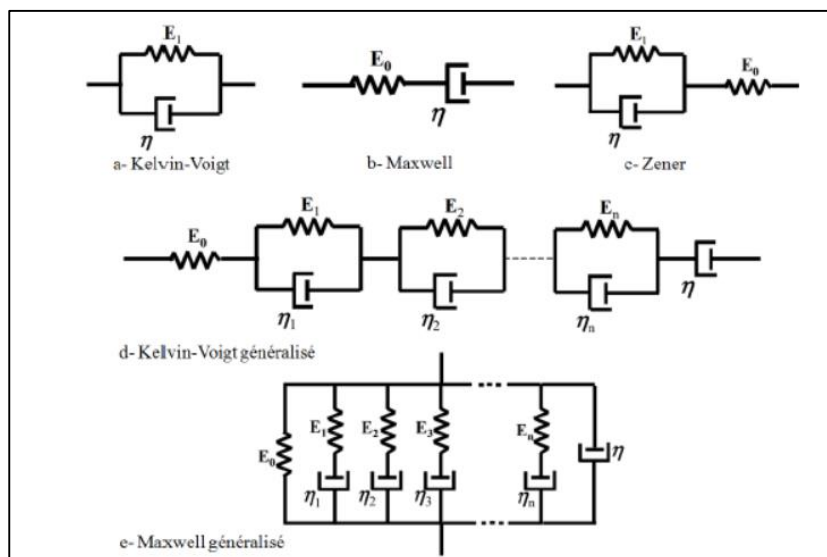 E₁
η
a- Kelvin-Voigt
E₀
η
b- Maxwell
E₁
E₀
η
c- Zener
E₀
E₁
E₂
Eₙ
η₁
η₂
ηₙ
η
d- Kelvin-Voigt généralisé
E₀
E₁
E₂
E₃
Eₙ
η₁
η₂
η₃
ηₙ
η
e- Maxwell généralisé